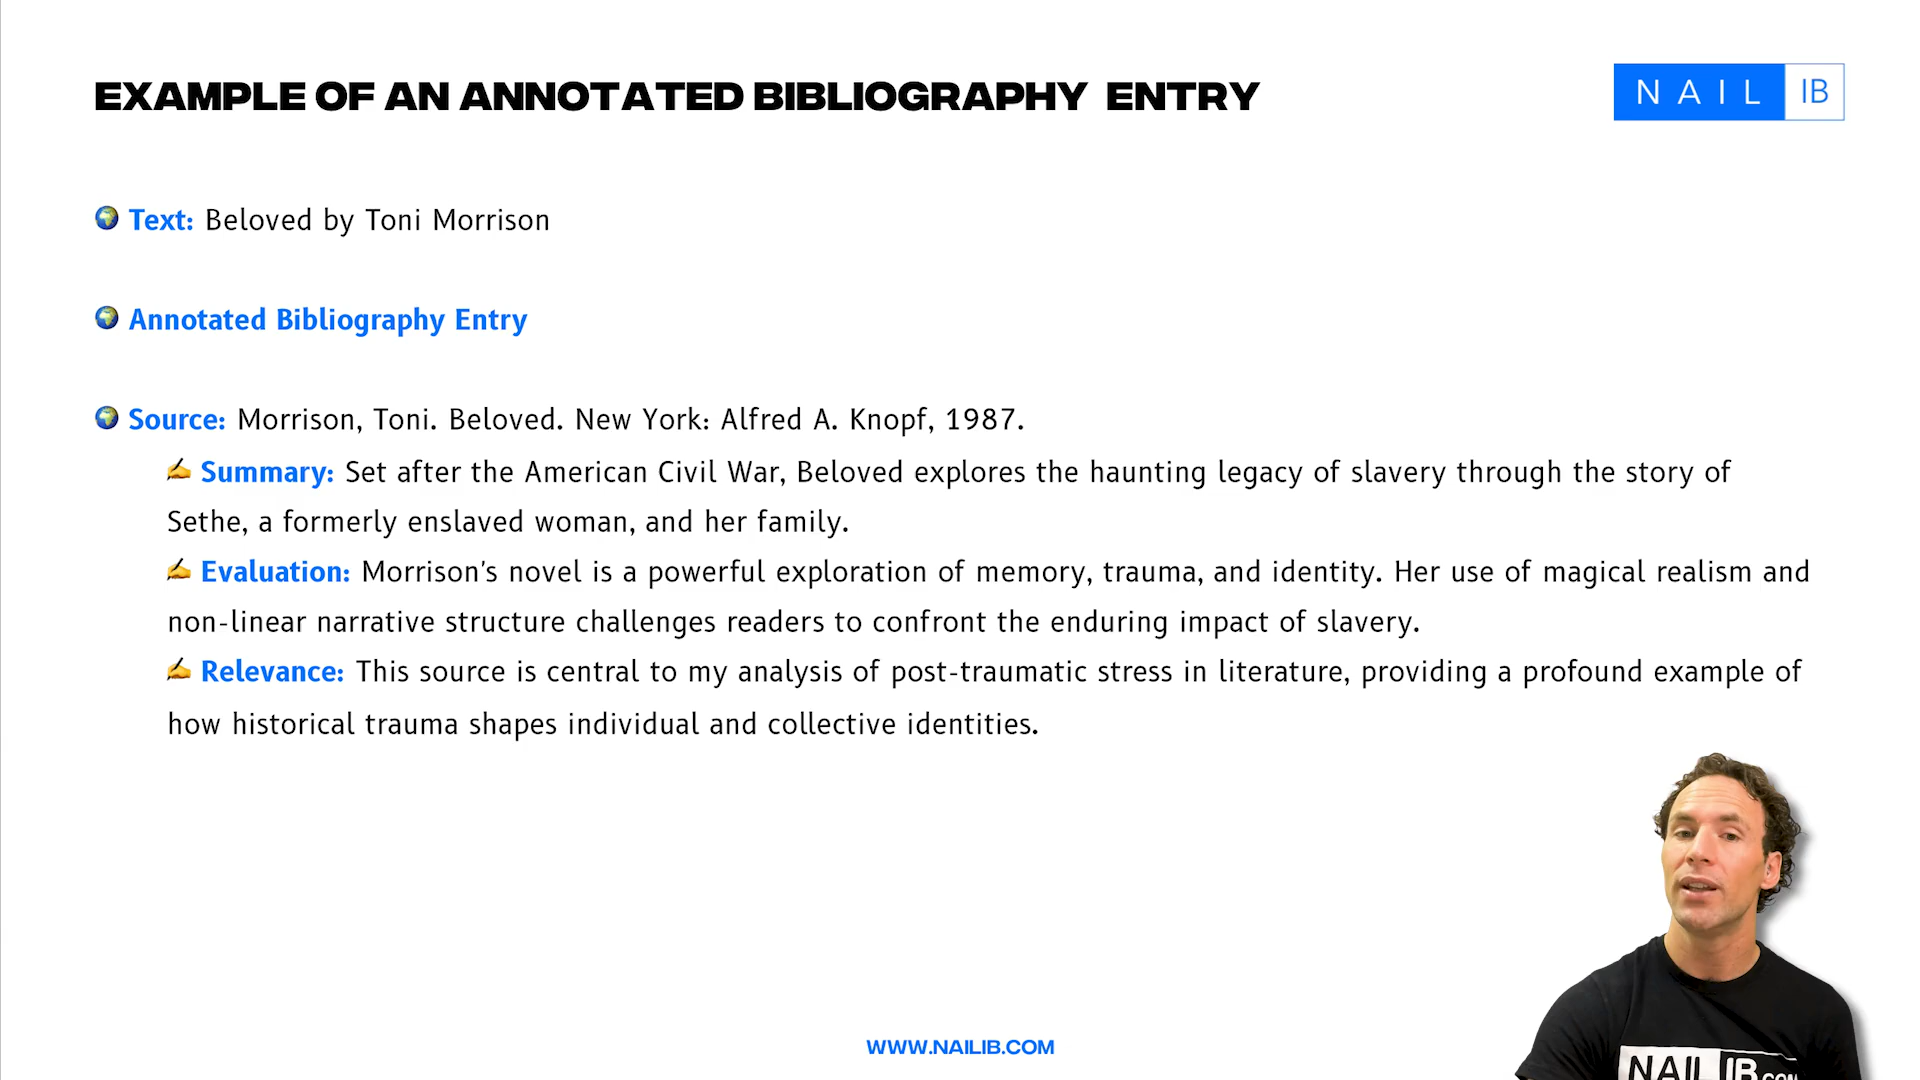 EXAMPLE OF AN ANNOTATED BIBLIOGRAPHY ENTRY
NAIL IB
Text: Beloved by Toni Morrison
Annotated Bibliography Entry
Source: Morrison, Toni. Beloved. New York: Alfred A. Knopf, 1987.
Summary: Set after the American Civil War, Beloved explores the haunting legacy of slavery through the story of
Sethe, a formerly enslaved woman, and her family.
Evaluation: Morrison's novel is a powerful exploration of memory, trauma, and identity. Her use of magical realism and
non-linear narrative structure challenges readers to confront the enduring impact of slavery.
Relevance: This source is central to my analysis of post-traumatic stress in literature, providing a profound example of
how historical trauma shapes individual and collective identities.
WWW.NAILIB.COM
NAIL IB.COM